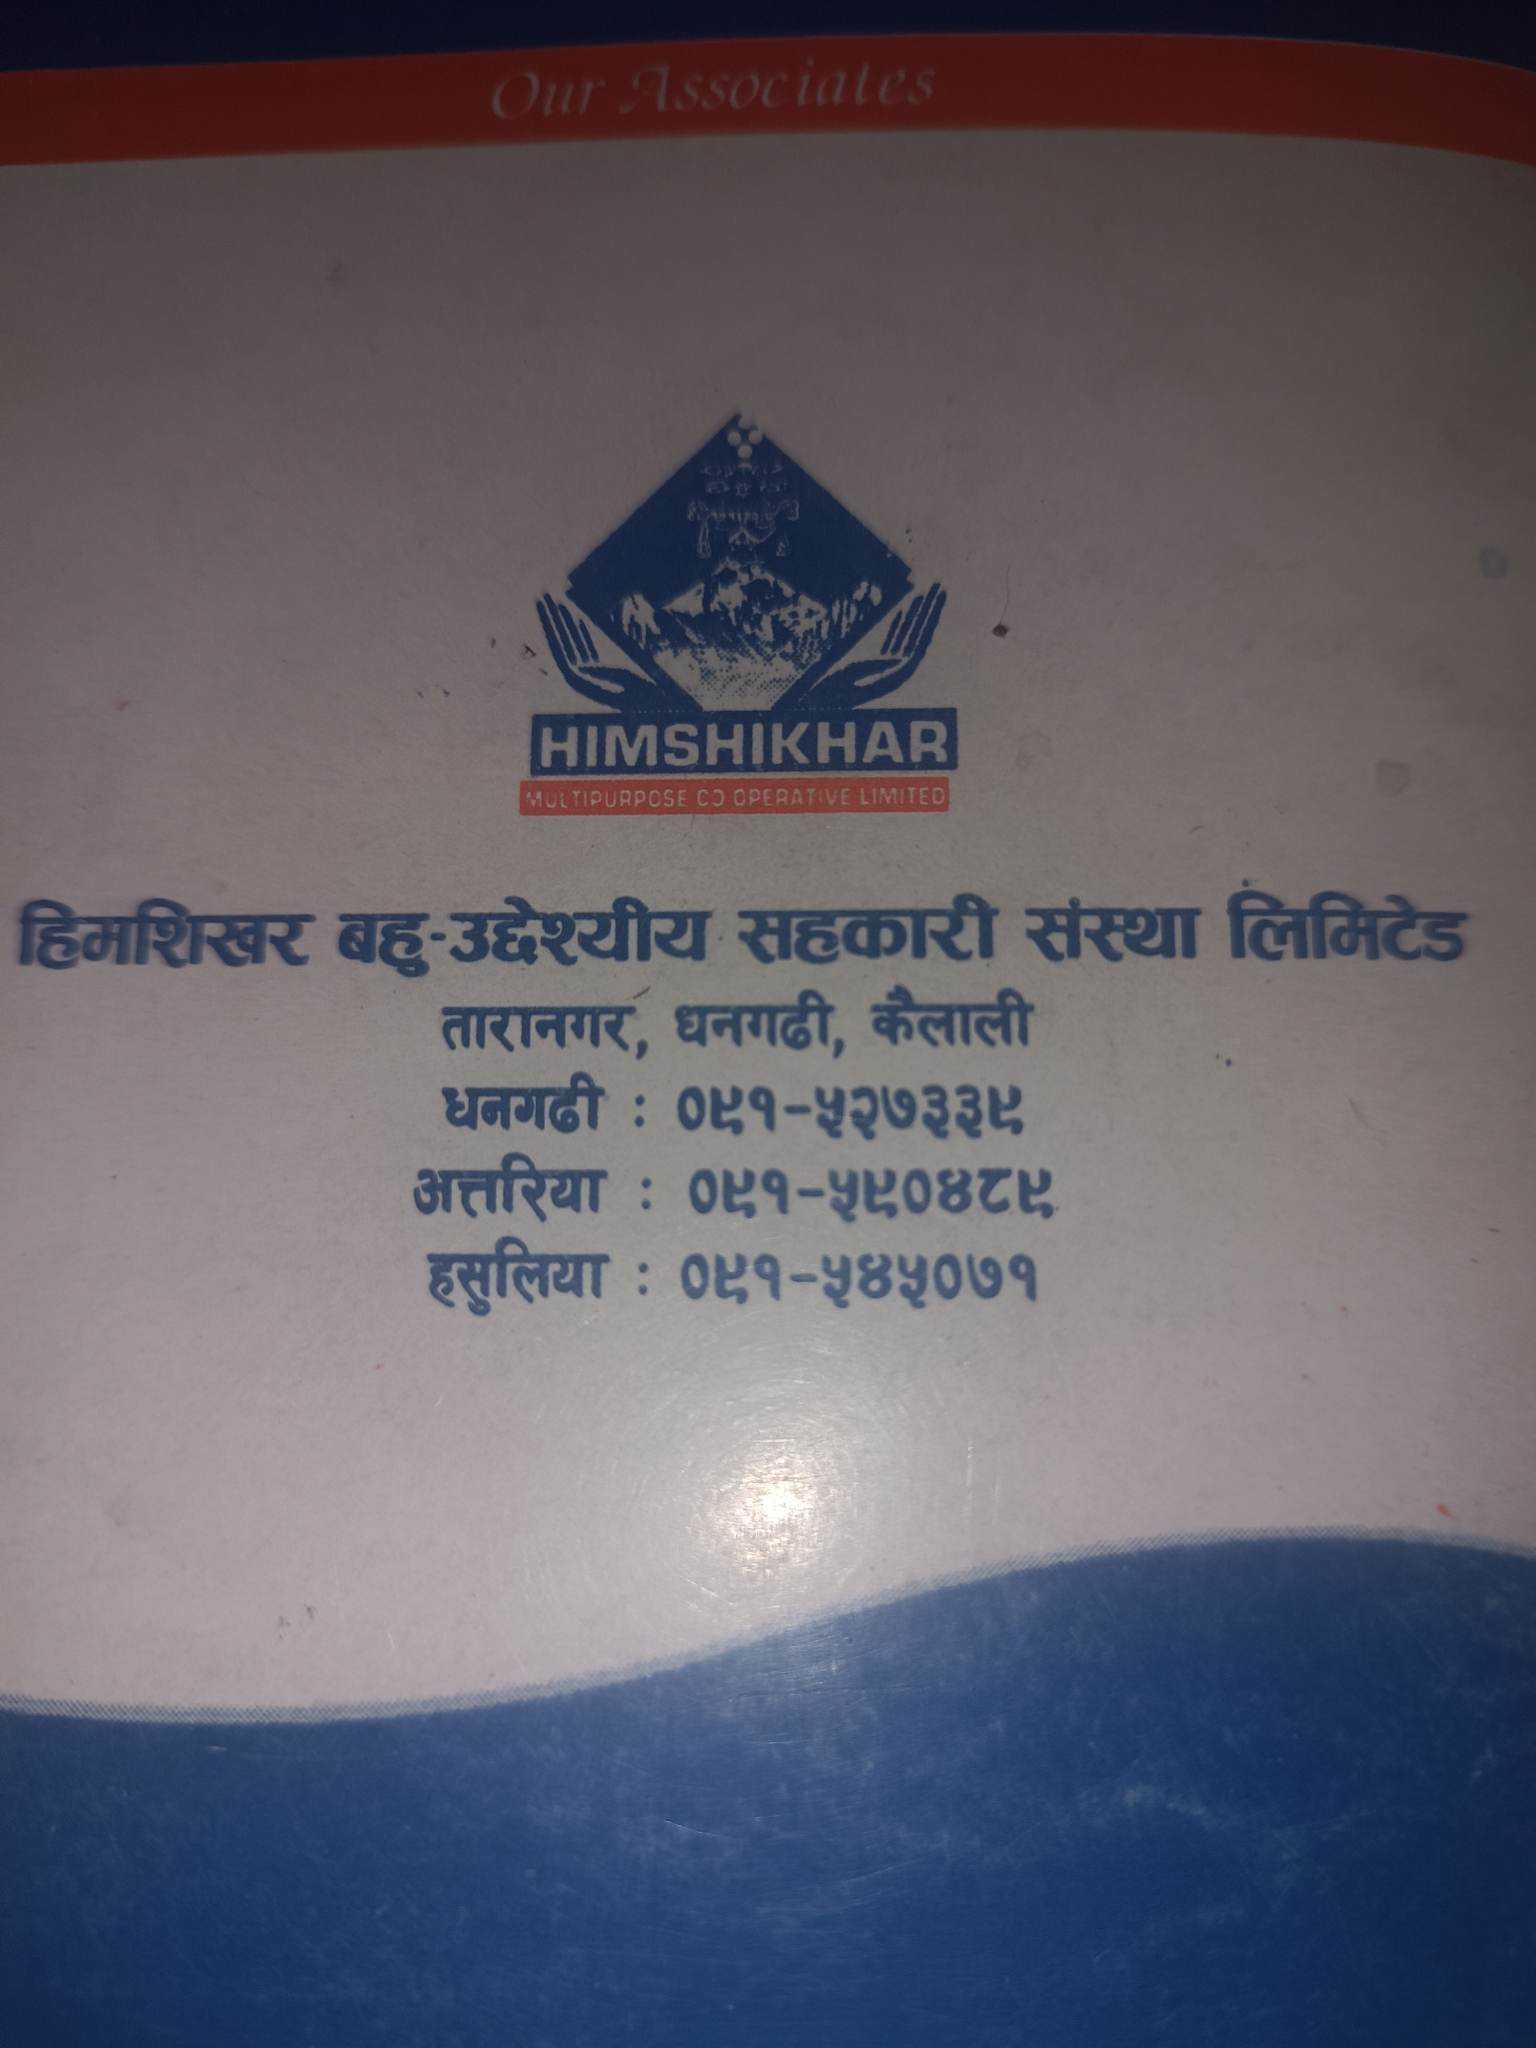 Our Associates
HIMSHIKHAR
MULTIPURPOSE CO OPERATIVE LIMITED
हिमशिखर बहु-उद्देश्यीय सहकारी संस्था लिमिटेड
तारानगर, धनगढी, कैलाली
धनगढी : ०९१-५२७३३९
अत्तरिया : ०९१-५९०४८९
हसुलिया : ०९१-५४५०७१